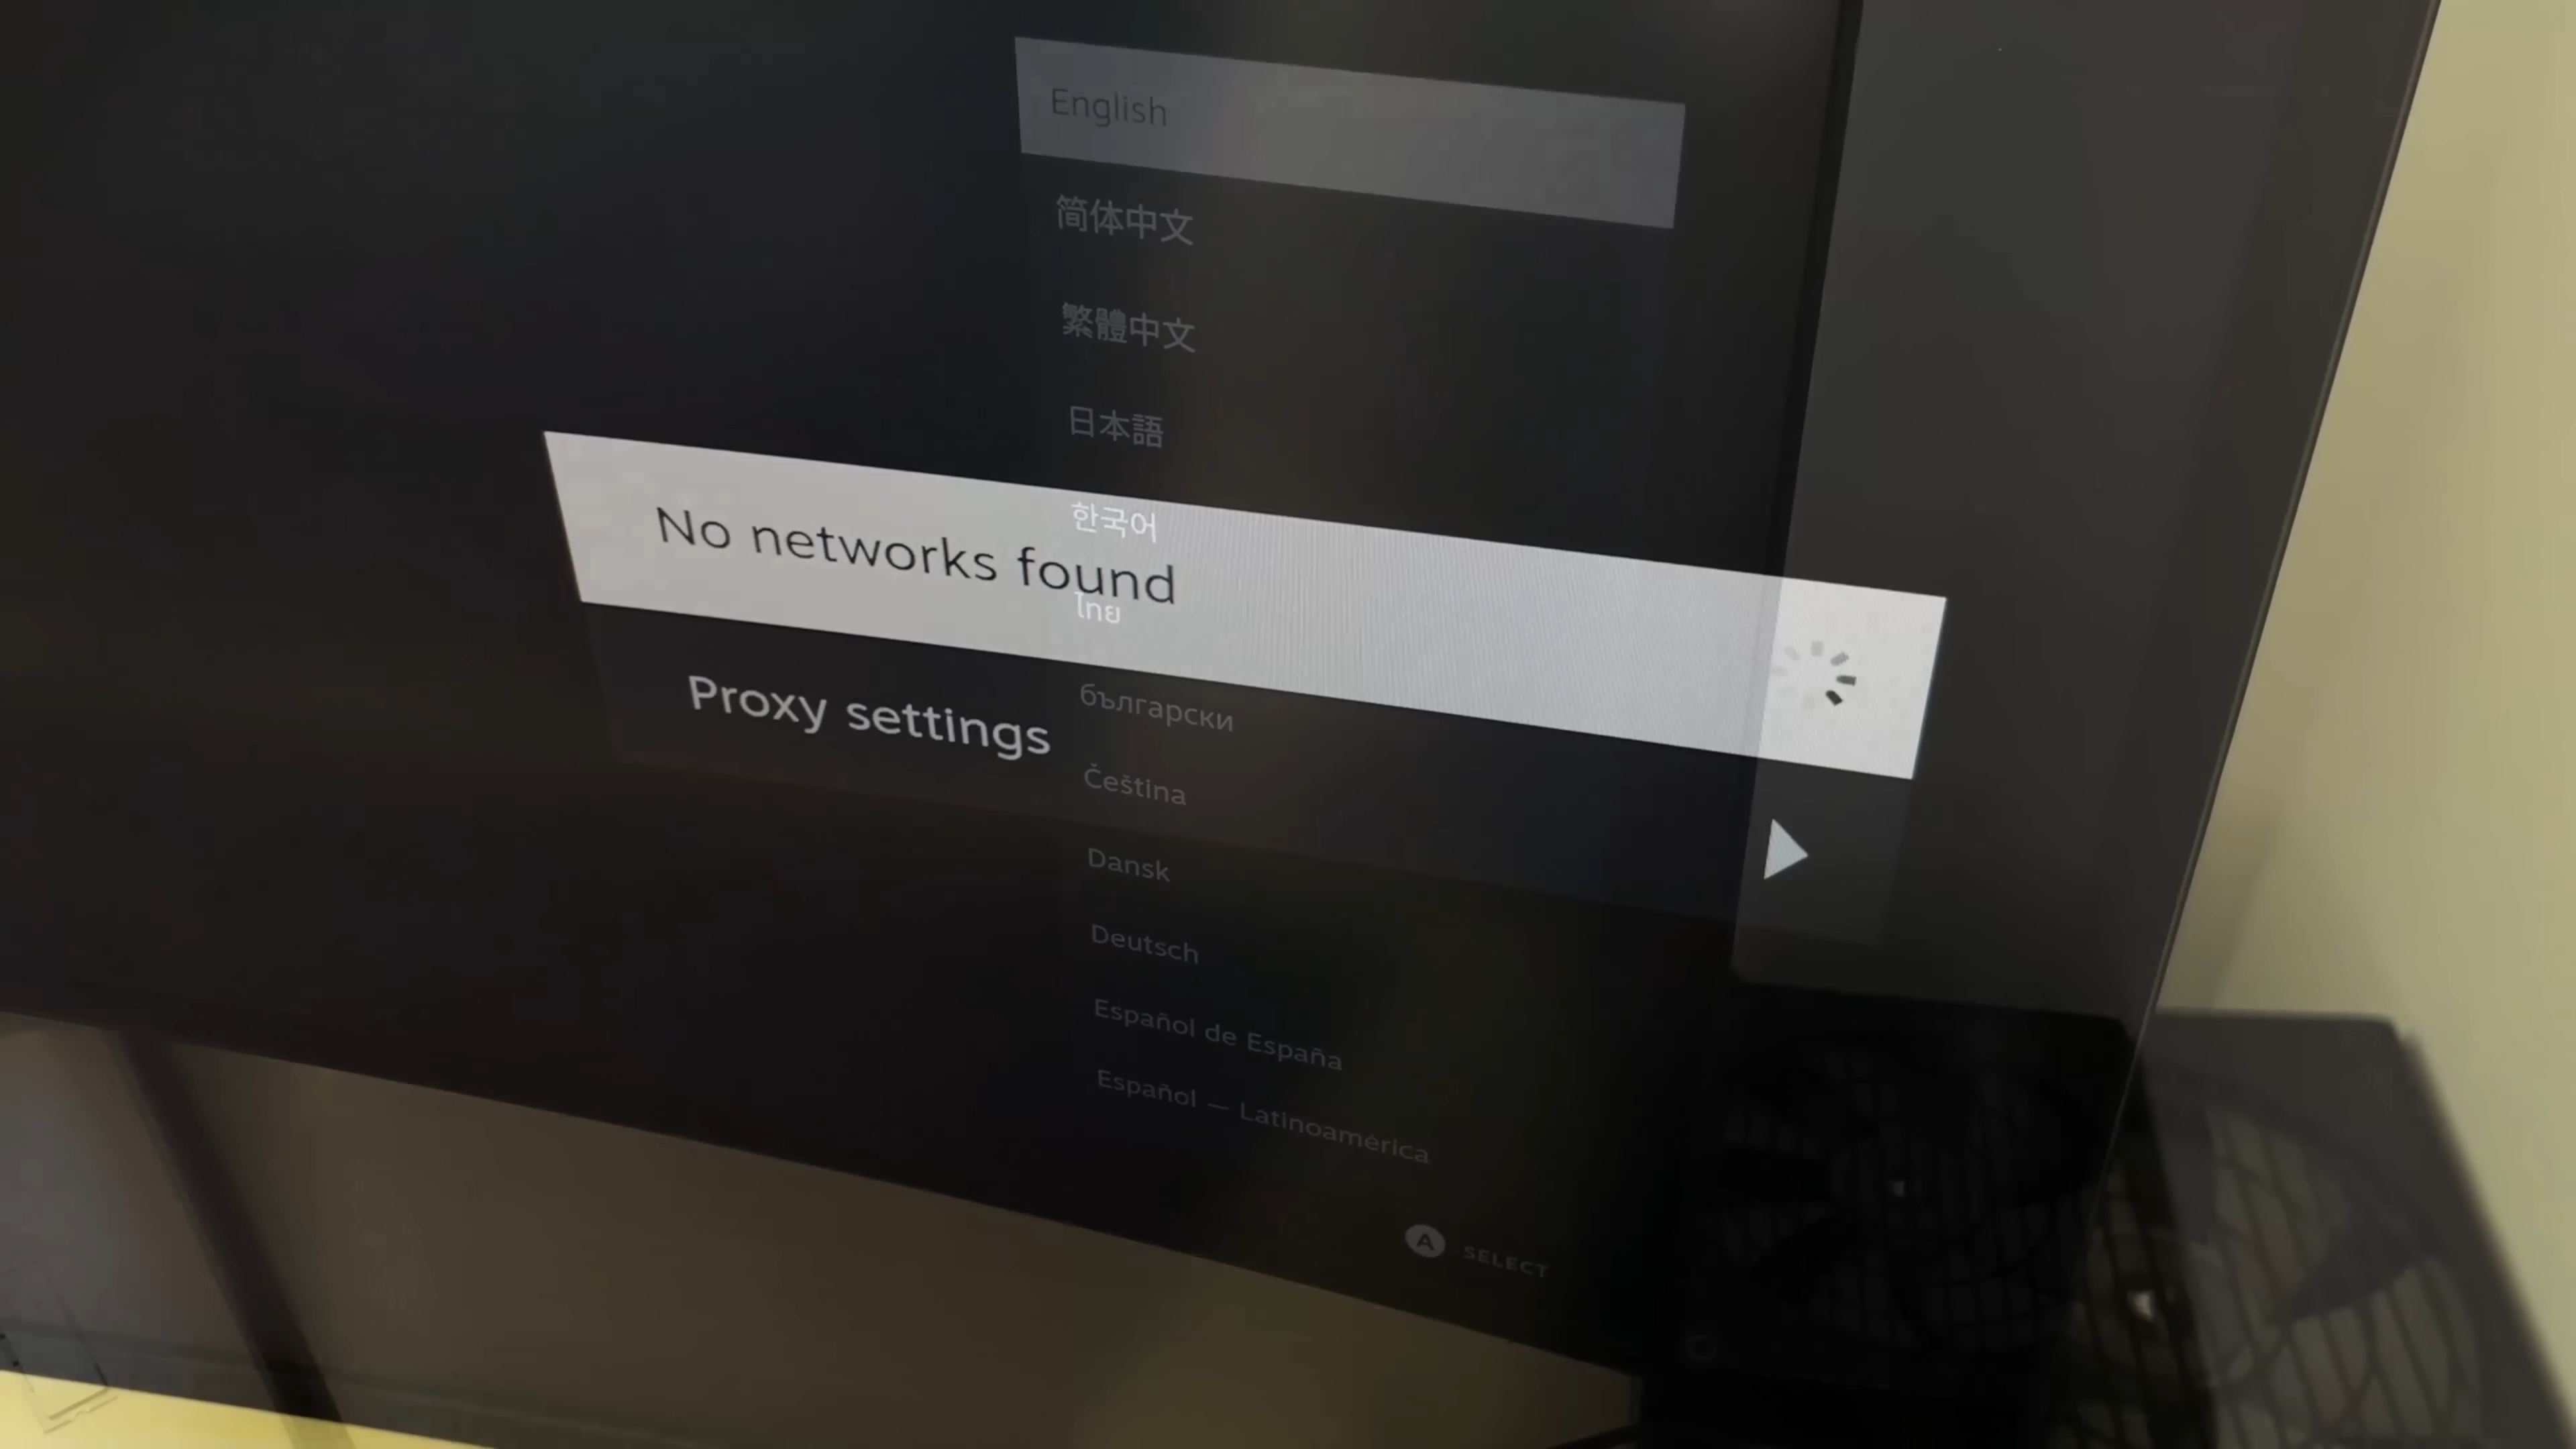 English
简体中文
繁體中文
日本語
한국어
No networks found
ไทย
Proxy settings
български
Čeština
Dansk
Deutsch
Español de España
Español — Latinoamérica
A SELECT